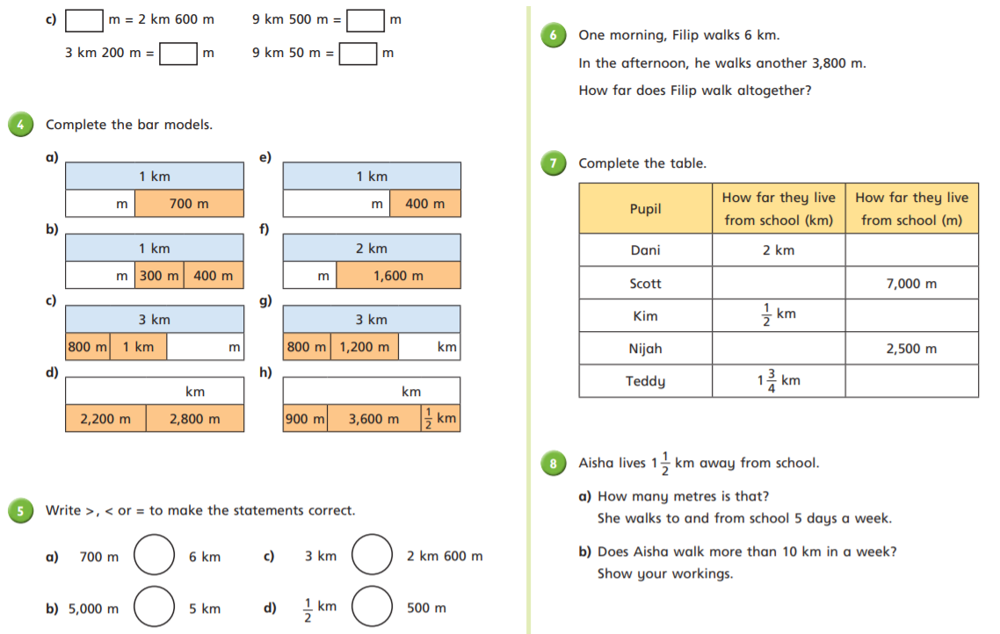 c) m = 2 km 600 m 9 km 500 m = m
3 km 200 m = m 9 km 50 m = m
4 Complete the bar models.
a)
1 km
m 700 m
b)
1 km
m 300 m 400 m
c)
3 km
800 m 1 km m
d)
km
2,200 m 2,800 m
e)
1 km
m 400 m
f)
2 km
m 1,600 m
g)
3 km
800 m 1,200 m km
h)
km
900 m 3,600 m 1/2 km
5 Write >, < or = to make the statements correct.
a) 700 m 6 km c) 3 km 2 km 600 m
b) 5,000 m 5 km d) 1/2 km 500 m
6 One morning, Filip walks 6 km.
In the afternoon, he walks another 3,800 m.
How far does Filip walk altogether?
7 Complete the table.
Pupil How far they live from school (km) How far they live from school (m)
Dani 2 km
Scott 7,000 m
Kim 1/2 km
Nijah 2,500 m
Teddy 1 3/4 km
8 Aisha lives 1 1/2 km away from school.
a) How many metres is that?
She walks to and from school 5 days a week.
b) Does Aisha walk more than 10 km in a week?
Show your workings.